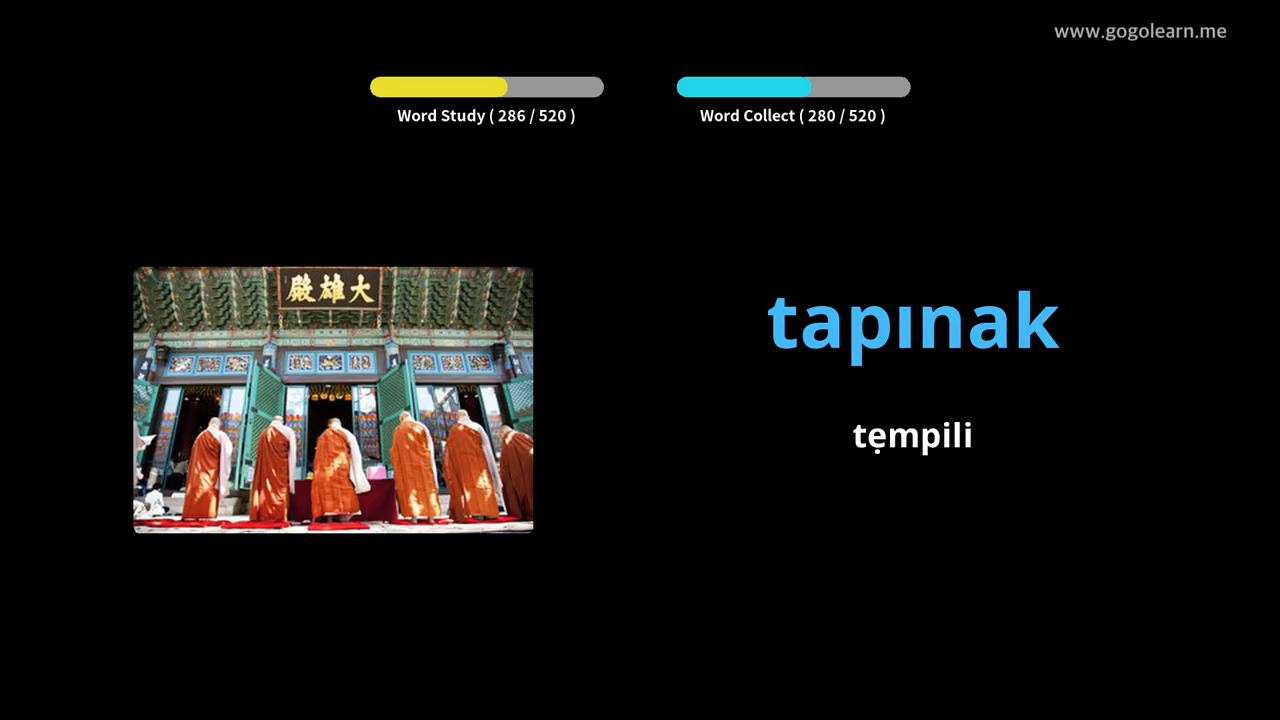 www.gogolearn.me
Word Study ( 286 / 520 )
Word Collect ( 280 / 520 )
殿雄大
tapınak
tẹmpili